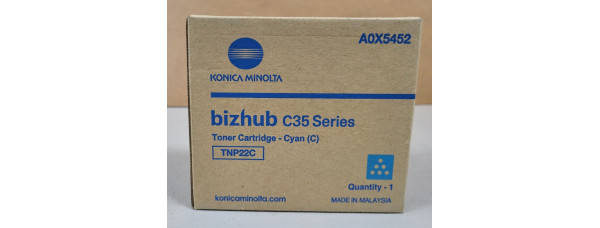 A0X5452
KONICA MINOLTA
bizhub C35 Series
Toner Cartridge - Cyan (C)
TNP22C
Quantity - 1
konicaminolta.com
MADE IN MALAYSIA